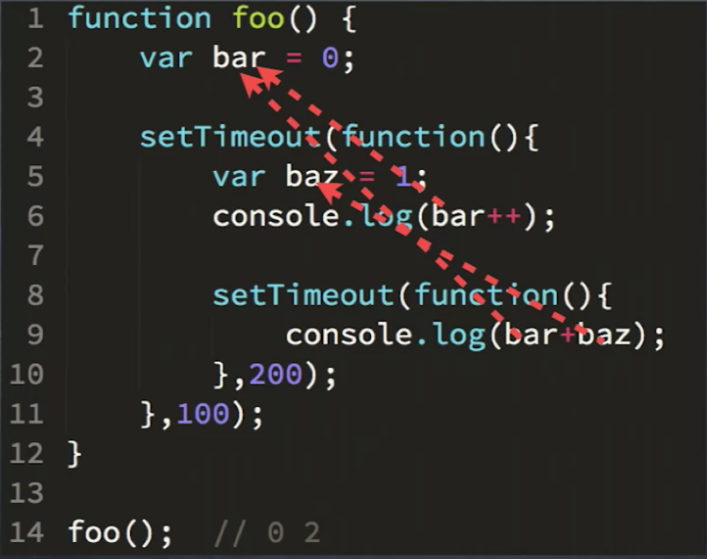 1 function foo() {
2     var bar = 0;
3
4     setTimeout(function(){
5         var baz = 1;
6         console.log(bar++);
7
8         setTimeout(function(){
9             console.log(bar+baz);
10         },200);
11     },100);
12 }
13
14 foo();  // 0 2